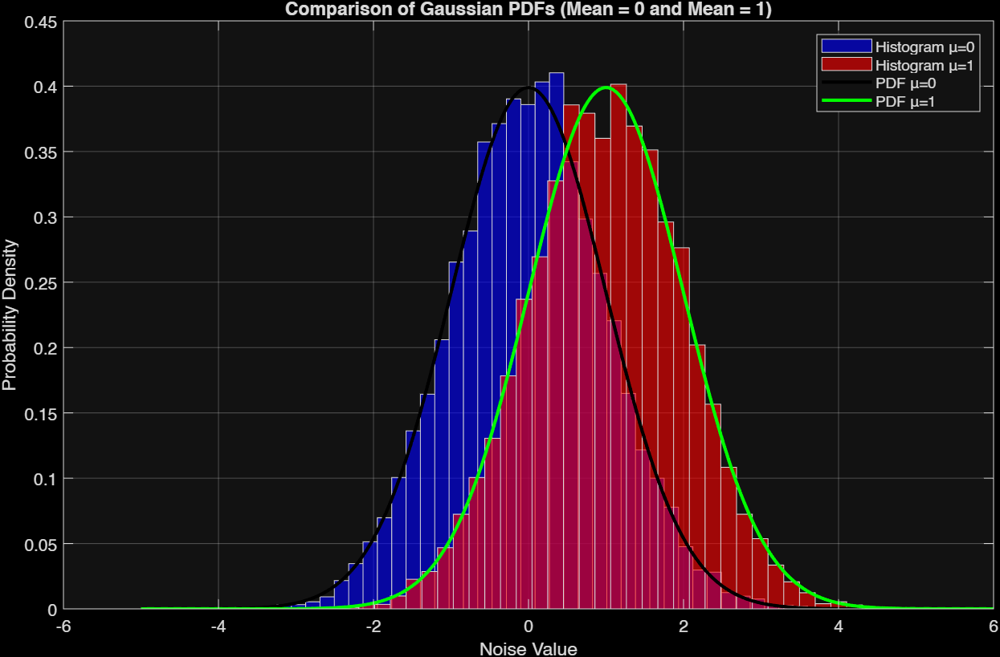 Comparison of Gaussian PDFs (Mean = 0 and Mean = 1)
Histogram μ=0
Histogram μ=1
PDF μ=0
PDF μ=1
Probability Density
0.45
0.4
0.35
0.3
0.25
0.2
0.15
0.1
0.05
0
-6 -4 -2 0 2 4 6
Noise Value